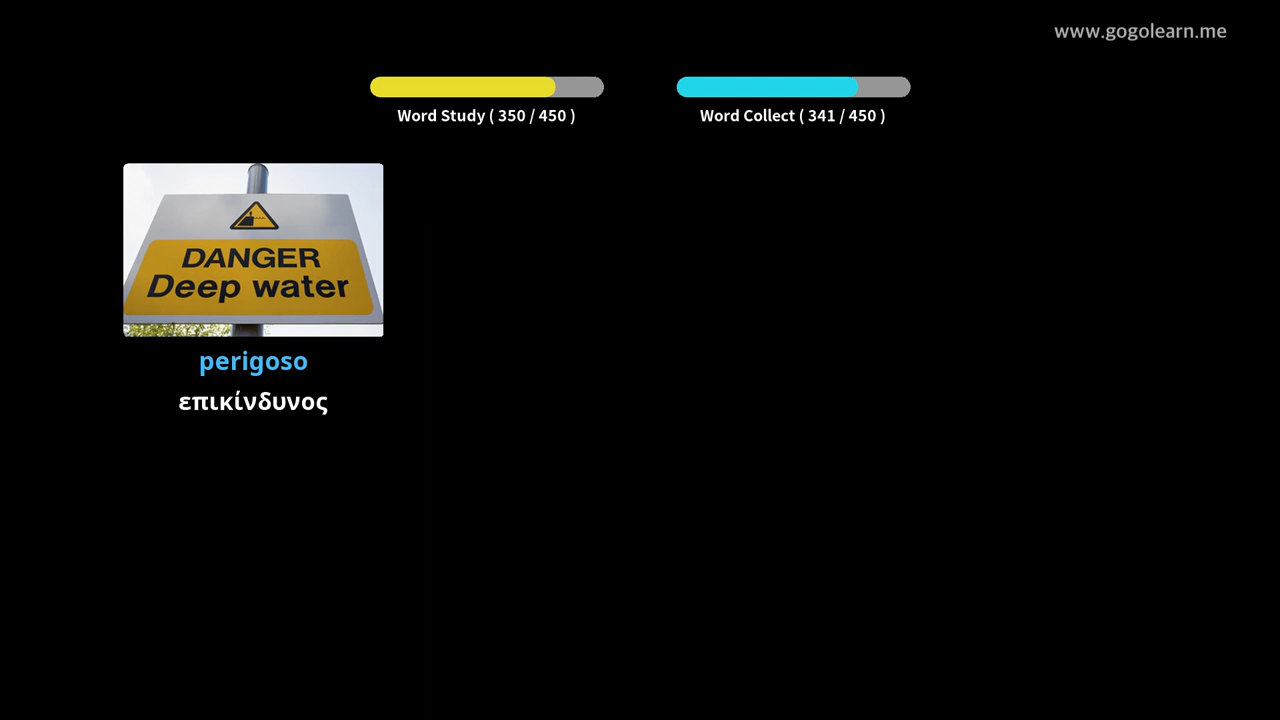 www.gogolearn.me
Word Study ( 350 / 450 )
Word Collect ( 341 / 450 )
DANGER
Deep water
perigoso
επικίνδυνος